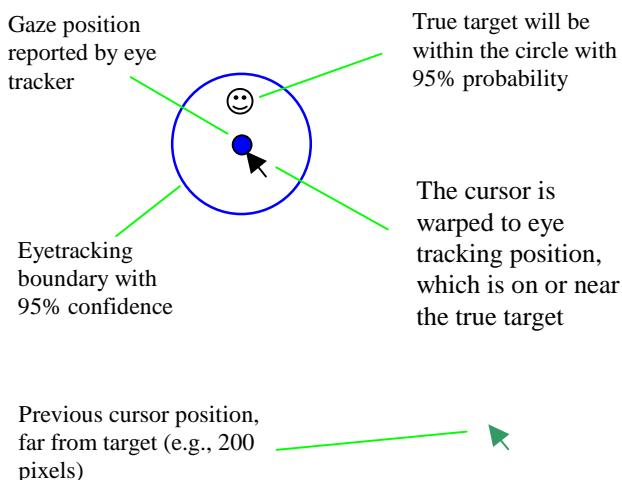 Gaze position
reported by eye
tracker
True target will be
within the circle with
95% probability
Eyetracking
boundary with
95% confidence
The cursor is
warped to eye
tracking position,
which is on or near
the true target
Previous cursor position,
far from target (e.g., 200
pixels)